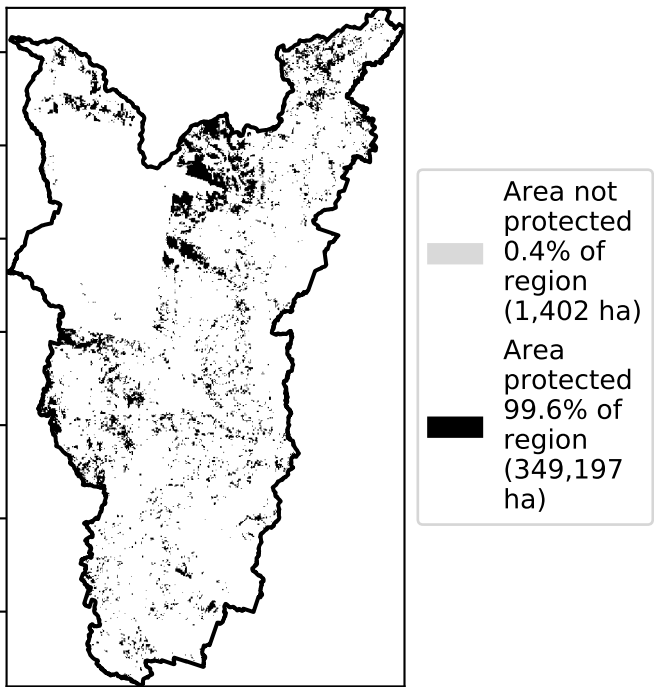 Area not
protected
0.4% of
region
(1,402 ha)
Area
protected
99.6% of
region
(349,197
ha)